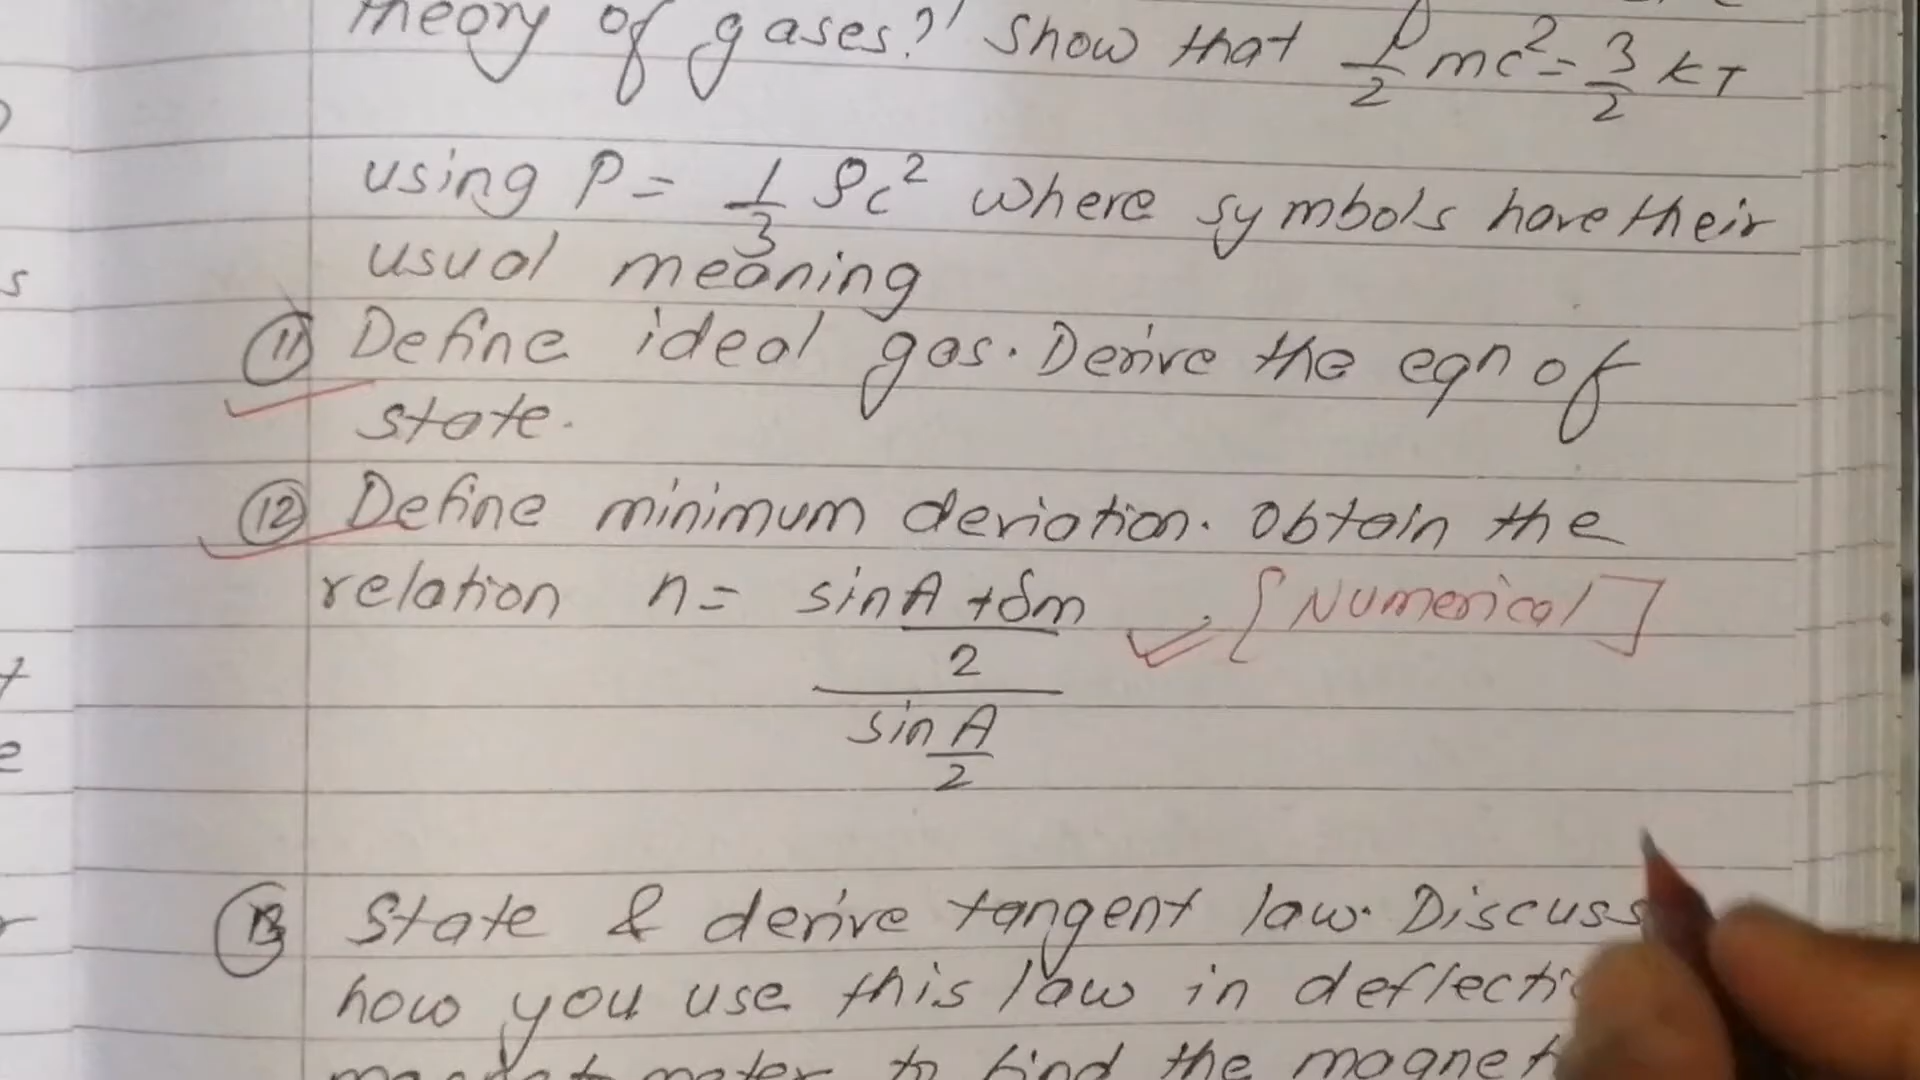 theory of gases? Show that 1/2 mc² = 3/2 kT
using P = 1/3 ρc² where symbols have their
usual meaning
(11) Define ideal gas. Derive the eqn of
state.
(12) Define minimum deviation. Obtain the
relation n = sin (A + δm)/2 / sin A/2 [Numerical]
(13) State & derive tangent law. Discuss
how you use this law in
to find the